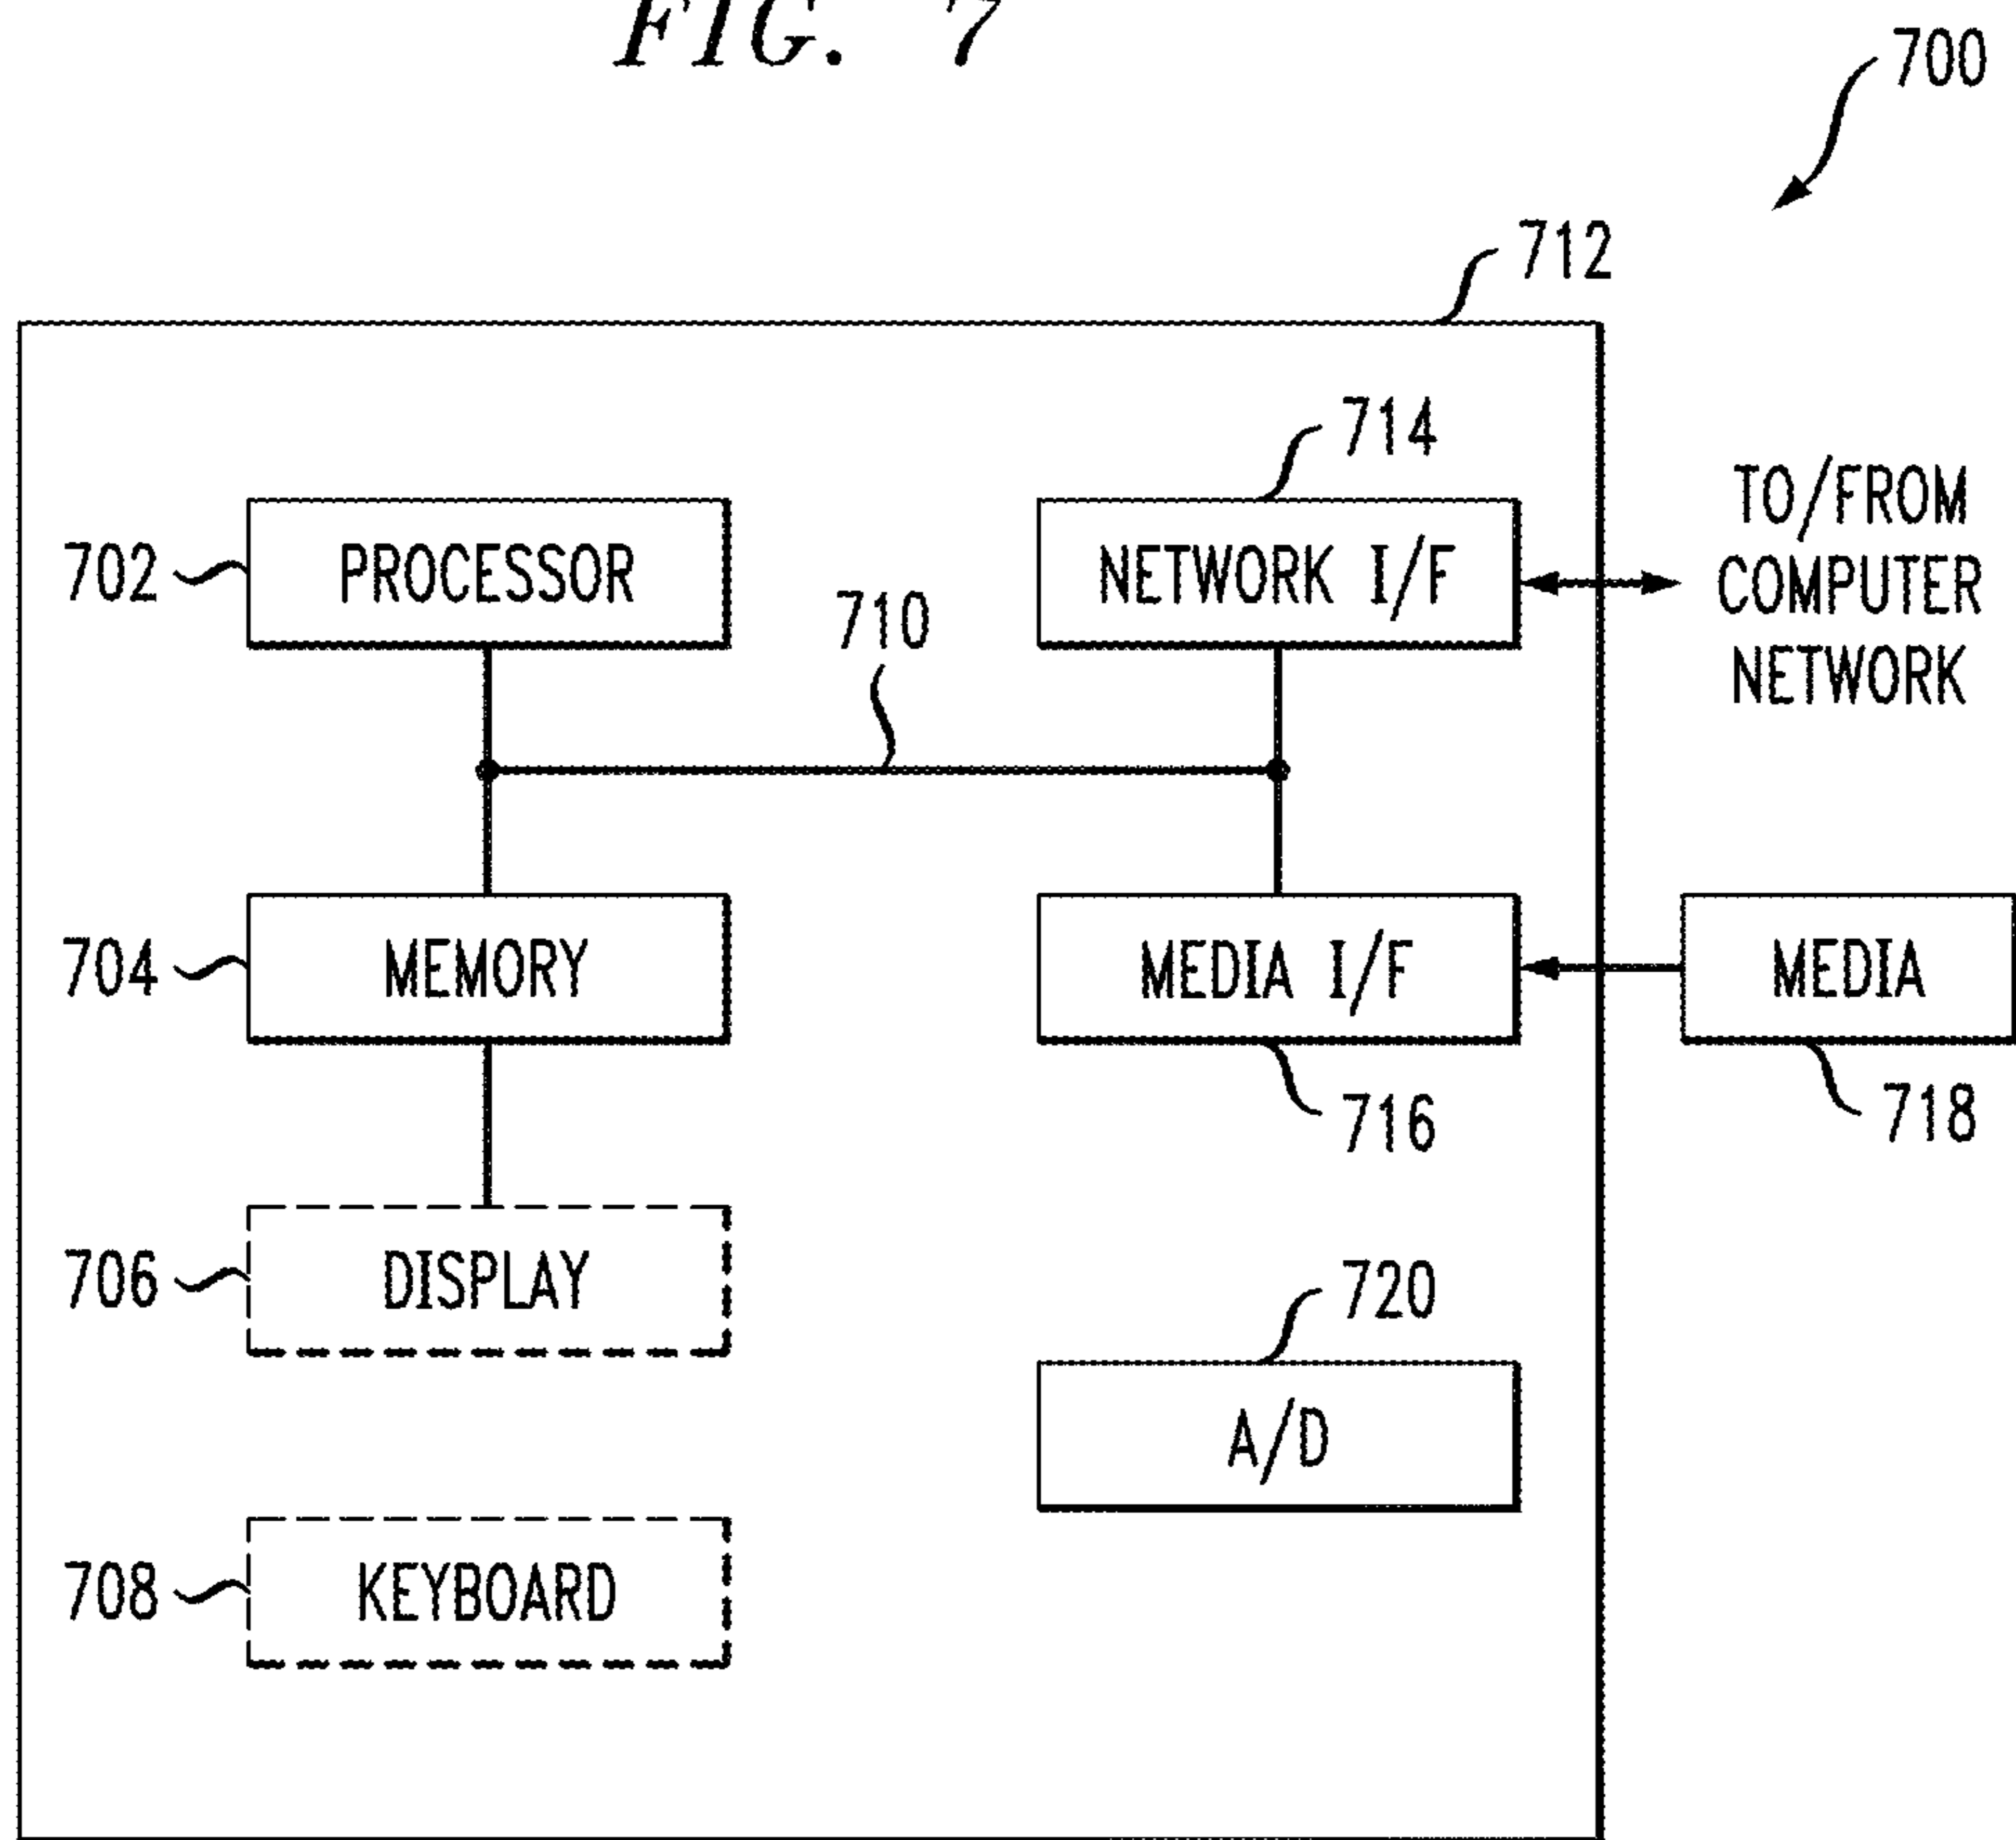 FIG. 7
700
712
714
702
PROCESSOR
NETWORK I/F
TO/FROM
COMPUTER
NETWORK
710
704
MEMORY
MEDIA I/F
MEDIA
716
718
706
DISPLAY
720
A/D
708
KEYBOARD